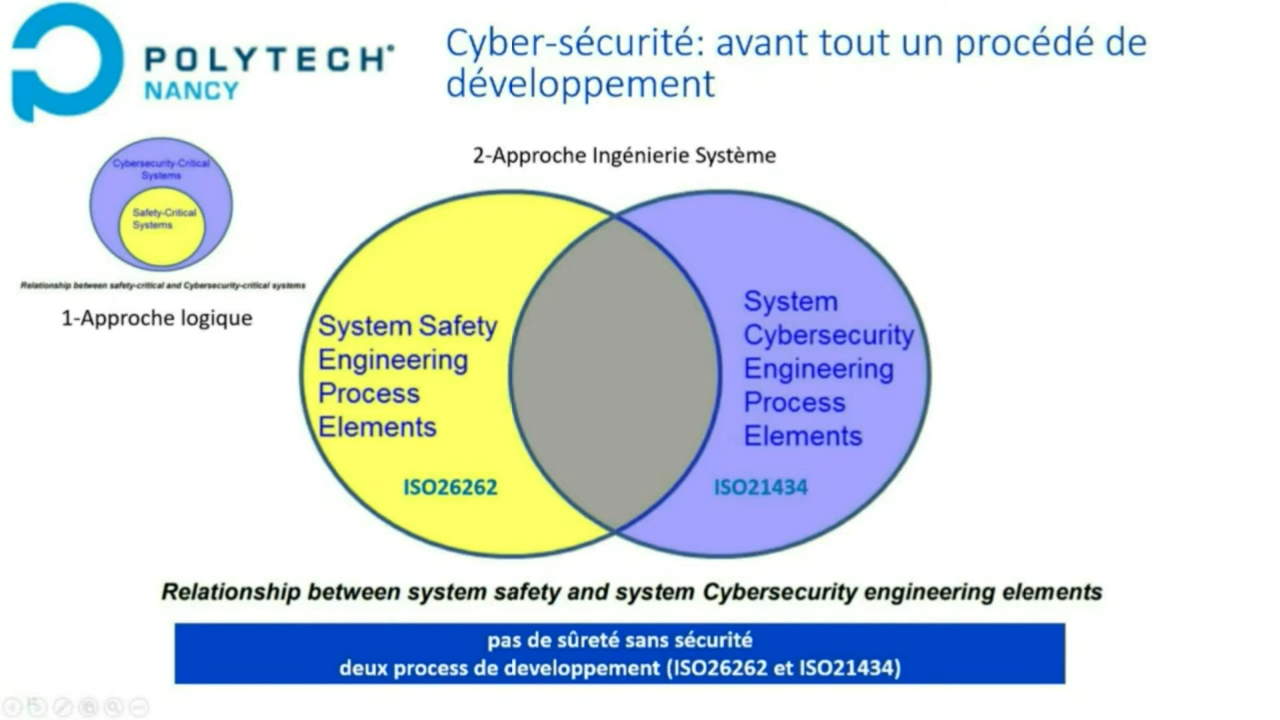 POLYTECH
NANCY
Cyber-sécurité: avant tout un procédé de
développement
Cybersecurity-Critical
Systems
Safety-Critical
Systems
Relationship between safety-critical and Cybersecurity-critical systems
1-Approche logique
2-Approche Ingénierie Système
System Safety
Engineering
Process
Elements
ISO26262
System
Cybersecurity
Engineering
Process
Elements
ISO21434
Relationship between system safety and system Cybersecurity engineering elements
pas de sûreté sans sécurité
deux process de developpement (ISO26262 et ISO21434)